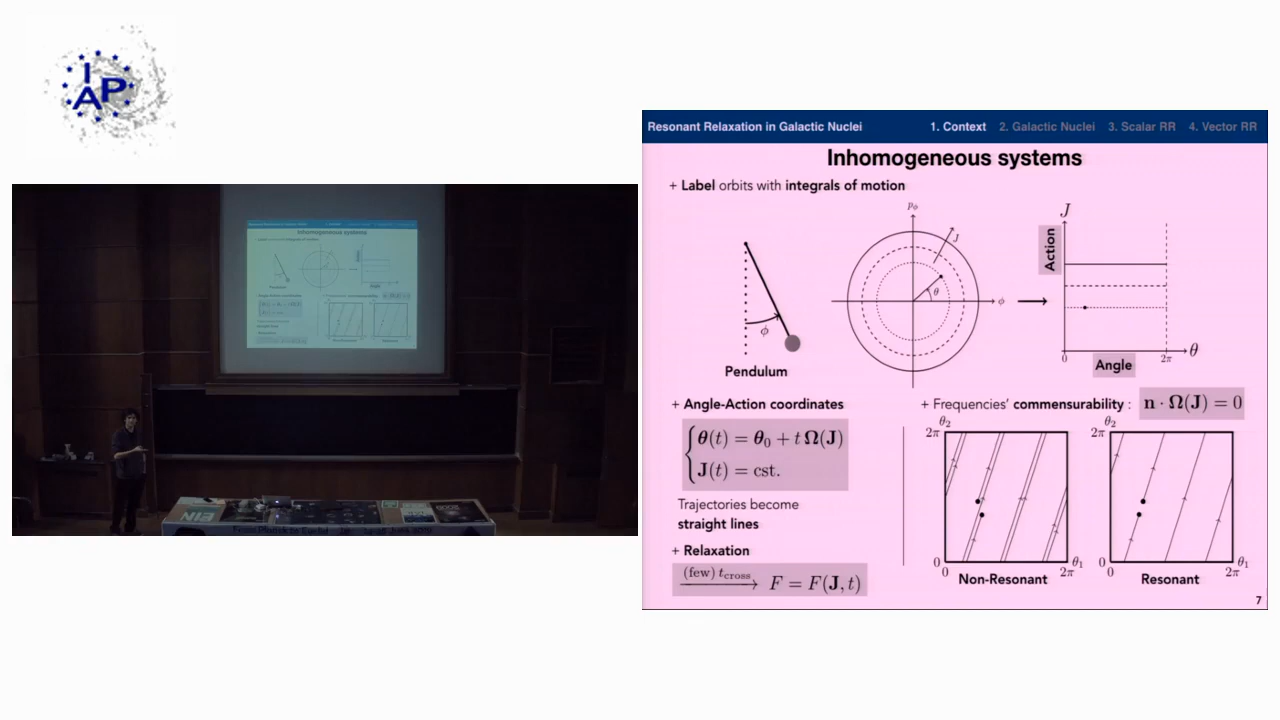 IAP
Resonant Relaxation in Galactic Nuclei
1. Context 2. Galactic Nuclei 3. Scalar RR 4. Vector RR
Inhomogeneous systems
+ Label orbits with integrals of motion
ϕ
Pendulum
p_ϕ
J
θ
ϕ
J
Action
0
2π
θ
Angle
+ Angle-Action coordinates
θ(t) = θ₀ + t Ω(J)
J(t) = cst.
Trajectories become
straight lines
+ Relaxation
(few) t_cross
F = F(J, t)
+ Frequencies' commensurability : n · Ω(J) = 0
θ₂
2π
0
0
2π
θ₁
Non-Resonant
θ₂
2π
0
0
2π
θ₁
Resonant
7